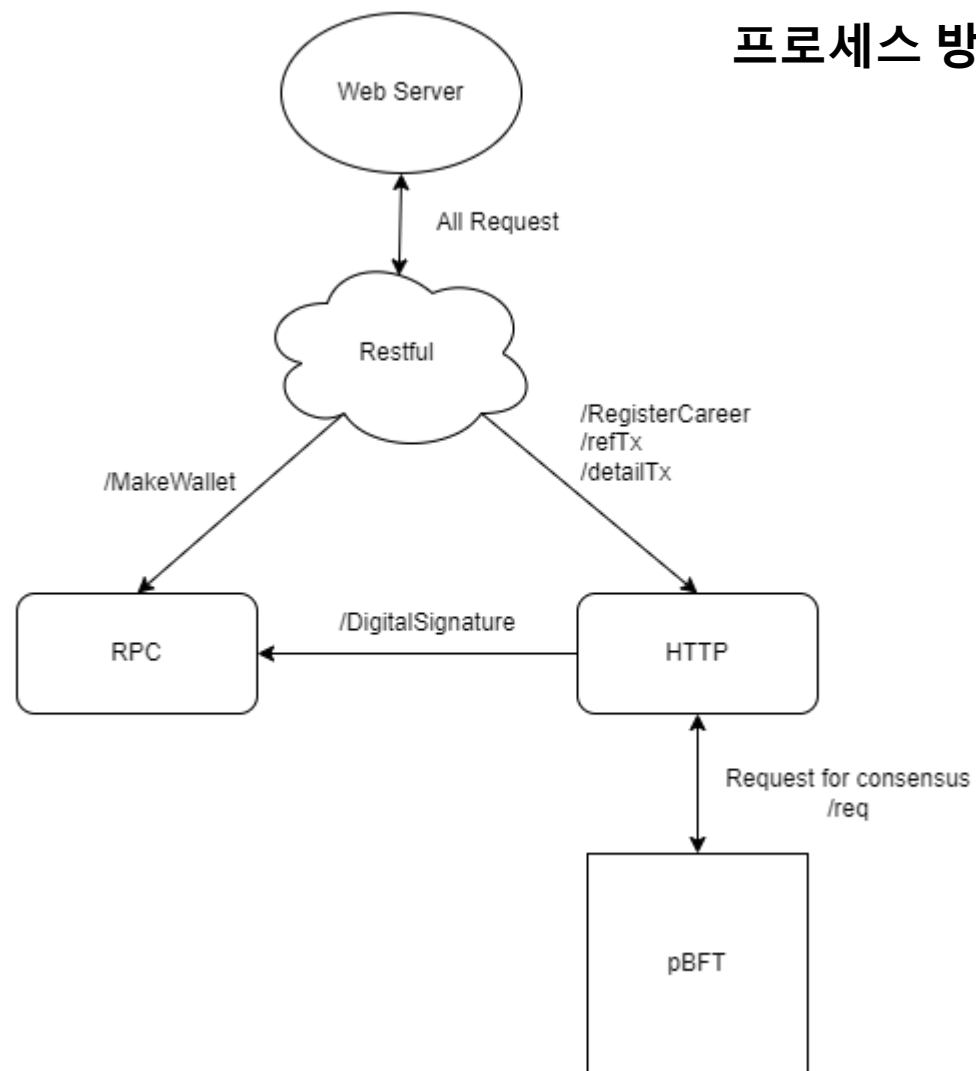 프로세스 방
Web Server
All Request
Restful
/RegisterCareer
/refTx
/detailTx
/MakeWallet
/DigitalSignature
RPC
HTTP
Request for consensus
/req
pBFT